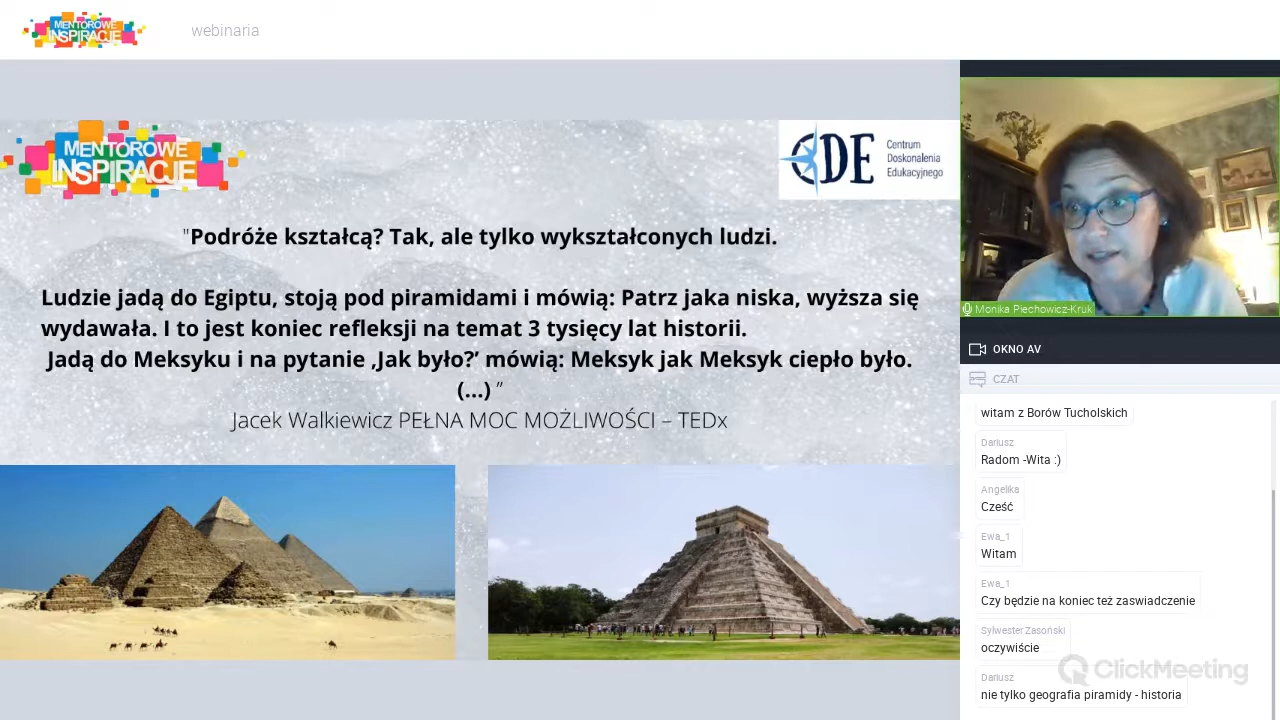 MENTOROWE
INSPIRACJE
webinaria
MENTOROWE
INSPIRACJE
CDE
Centrum
Doskonalenia
Edukacyjnego
"Podróże kształcą? Tak, ale tylko wykształconych ludzi.
Ludzie jadą do Egiptu, stoją pod piramidami i mówią: Patrz jaka niska, wyższa się
wydawała. I to jest koniec refleksji na temat 3 tysięcy lat historii.
Jadą do Meksyku i na pytanie ‚Jak było?’ mówią: Meksyk jak Meksyk ciepło było.
(...) ”
Jacek Walkiewicz PEŁNA MOC MOŻLIWOŚCI – TEDx
Monika Piechowicz-Kruk
OKNO AV
CZAT
witam z Borów Tucholskich
Dariusz
Radom -Wita :)
Angelika
Cześć
Ewa_1
Witam
Ewa_1
Czy będzie na koniec też zaswiadczenie
Sylwester Zasoński
oczywiście
ClickMeeting
Dariusz
nie tylko geografia piramidy - historia